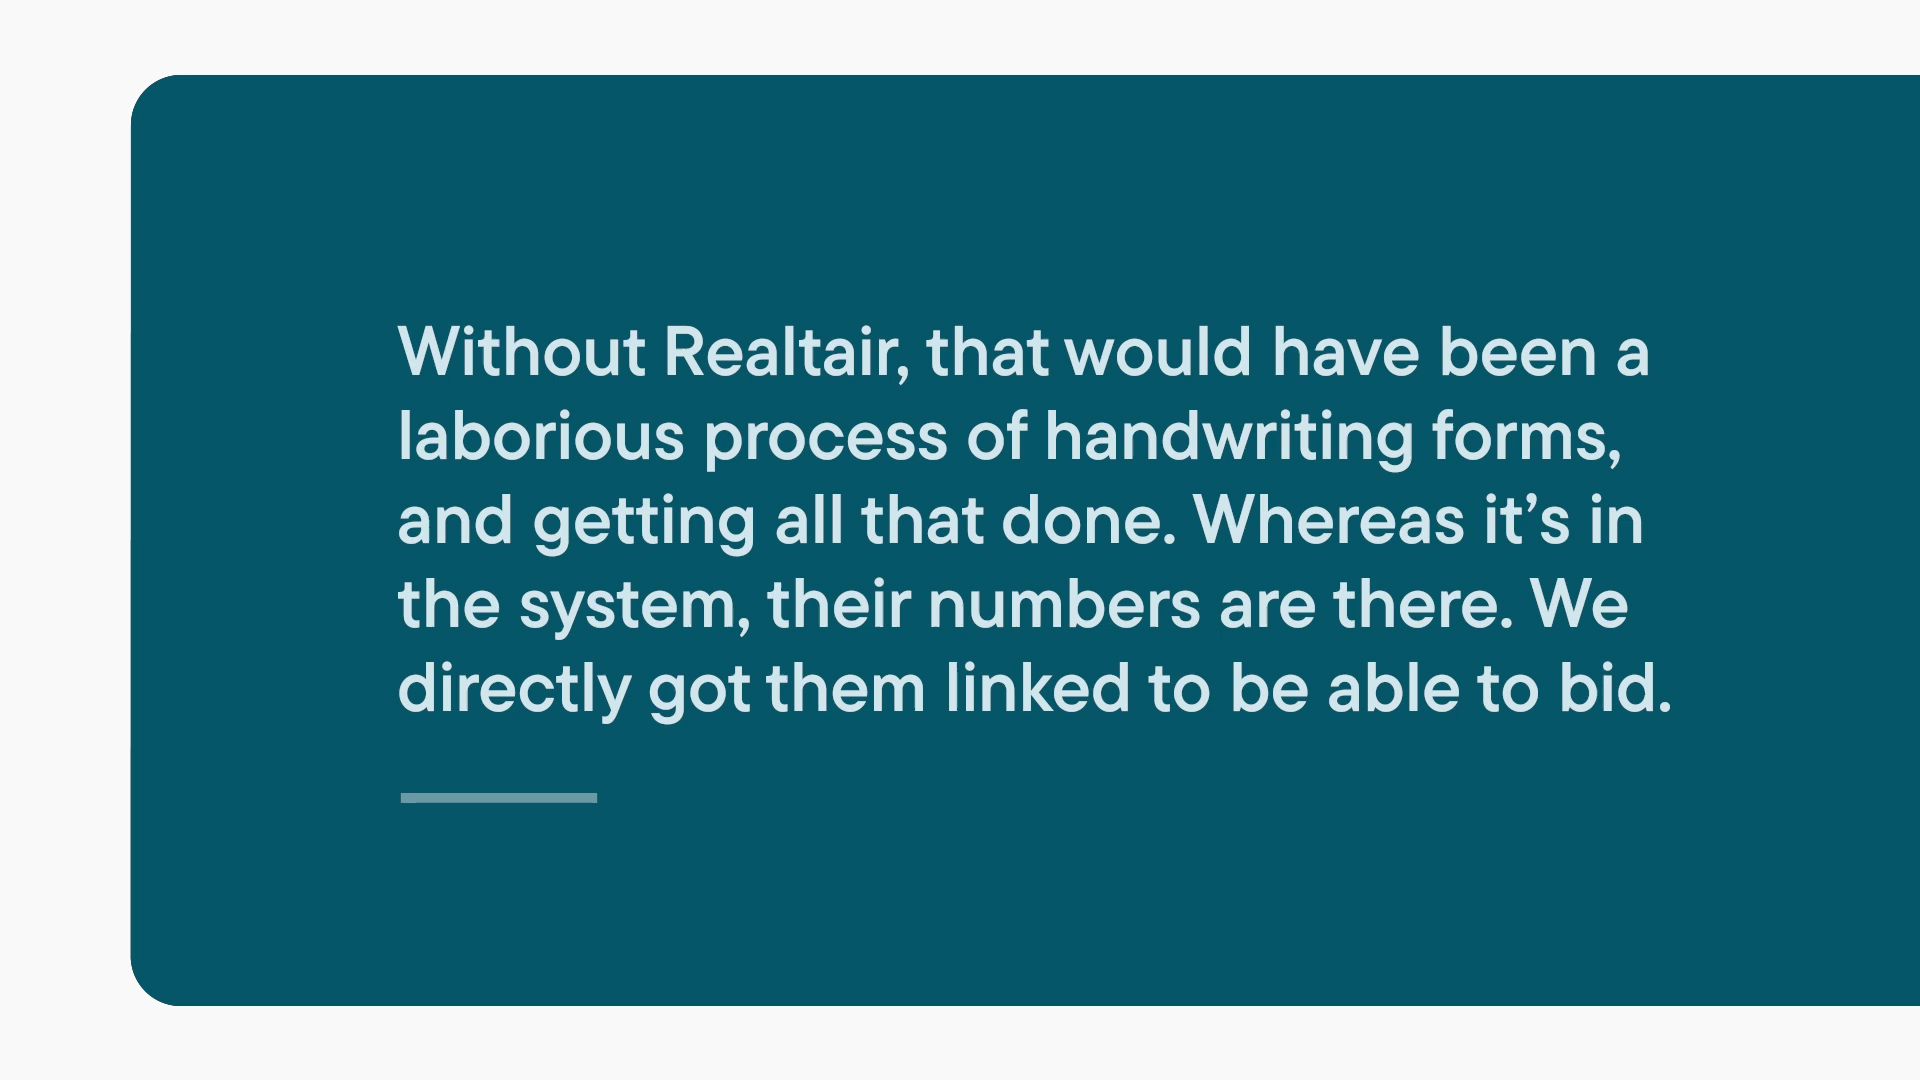 Without Realtair, that would have been a
laborious process of handwriting forms,
and getting all that done. Whereas it’s in
the system, their numbers are there. We
directly got them linked to be able to bid.